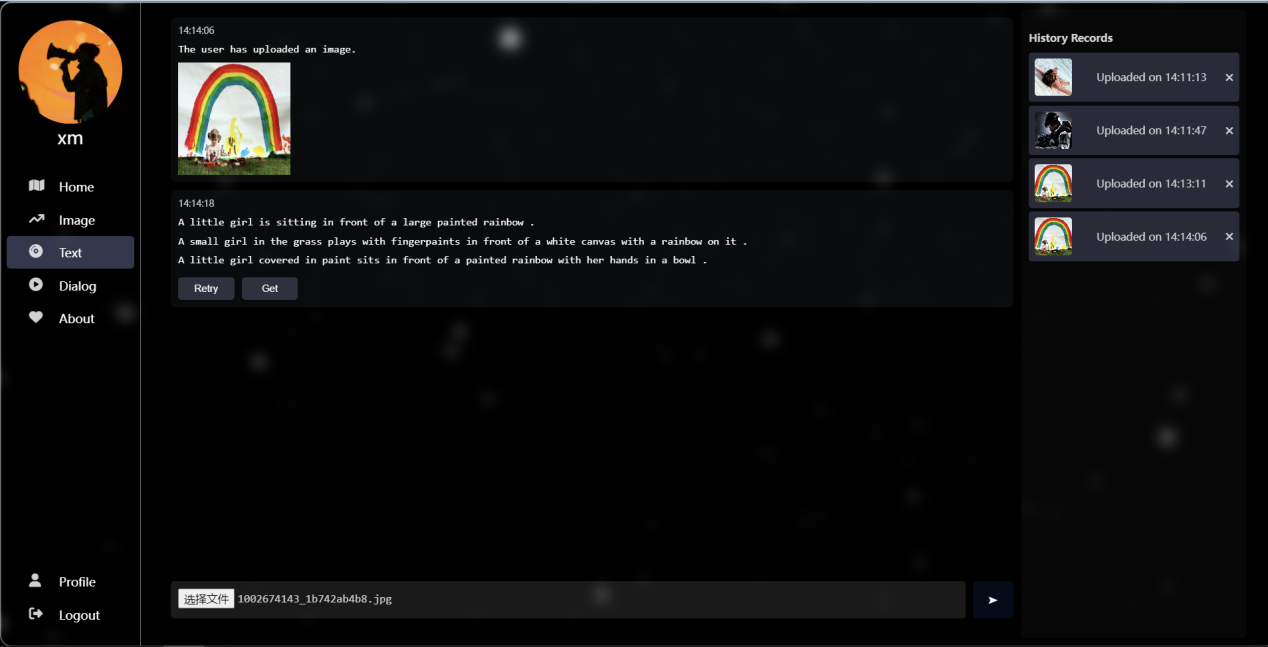 xm
Home
Image
Text
Dialog
About
Profile
Logout
14:14:06
The user has uploaded an image.
14:14:18
A little girl is sitting in front of a large painted rainbow .
A small girl in the grass plays with fingerpaints in front of a white canvas with a rainbow on it .
A little girl covered in paint sits in front of a painted rainbow with her hands in a bowl .
Retry Get
选择文件 1002674143_1b742ab4b8.jpg
History Records
Uploaded on 14:11:13 ×
Uploaded on 14:11:47 ×
Uploaded on 14:13:11 ×
Uploaded on 14:14:06 ×